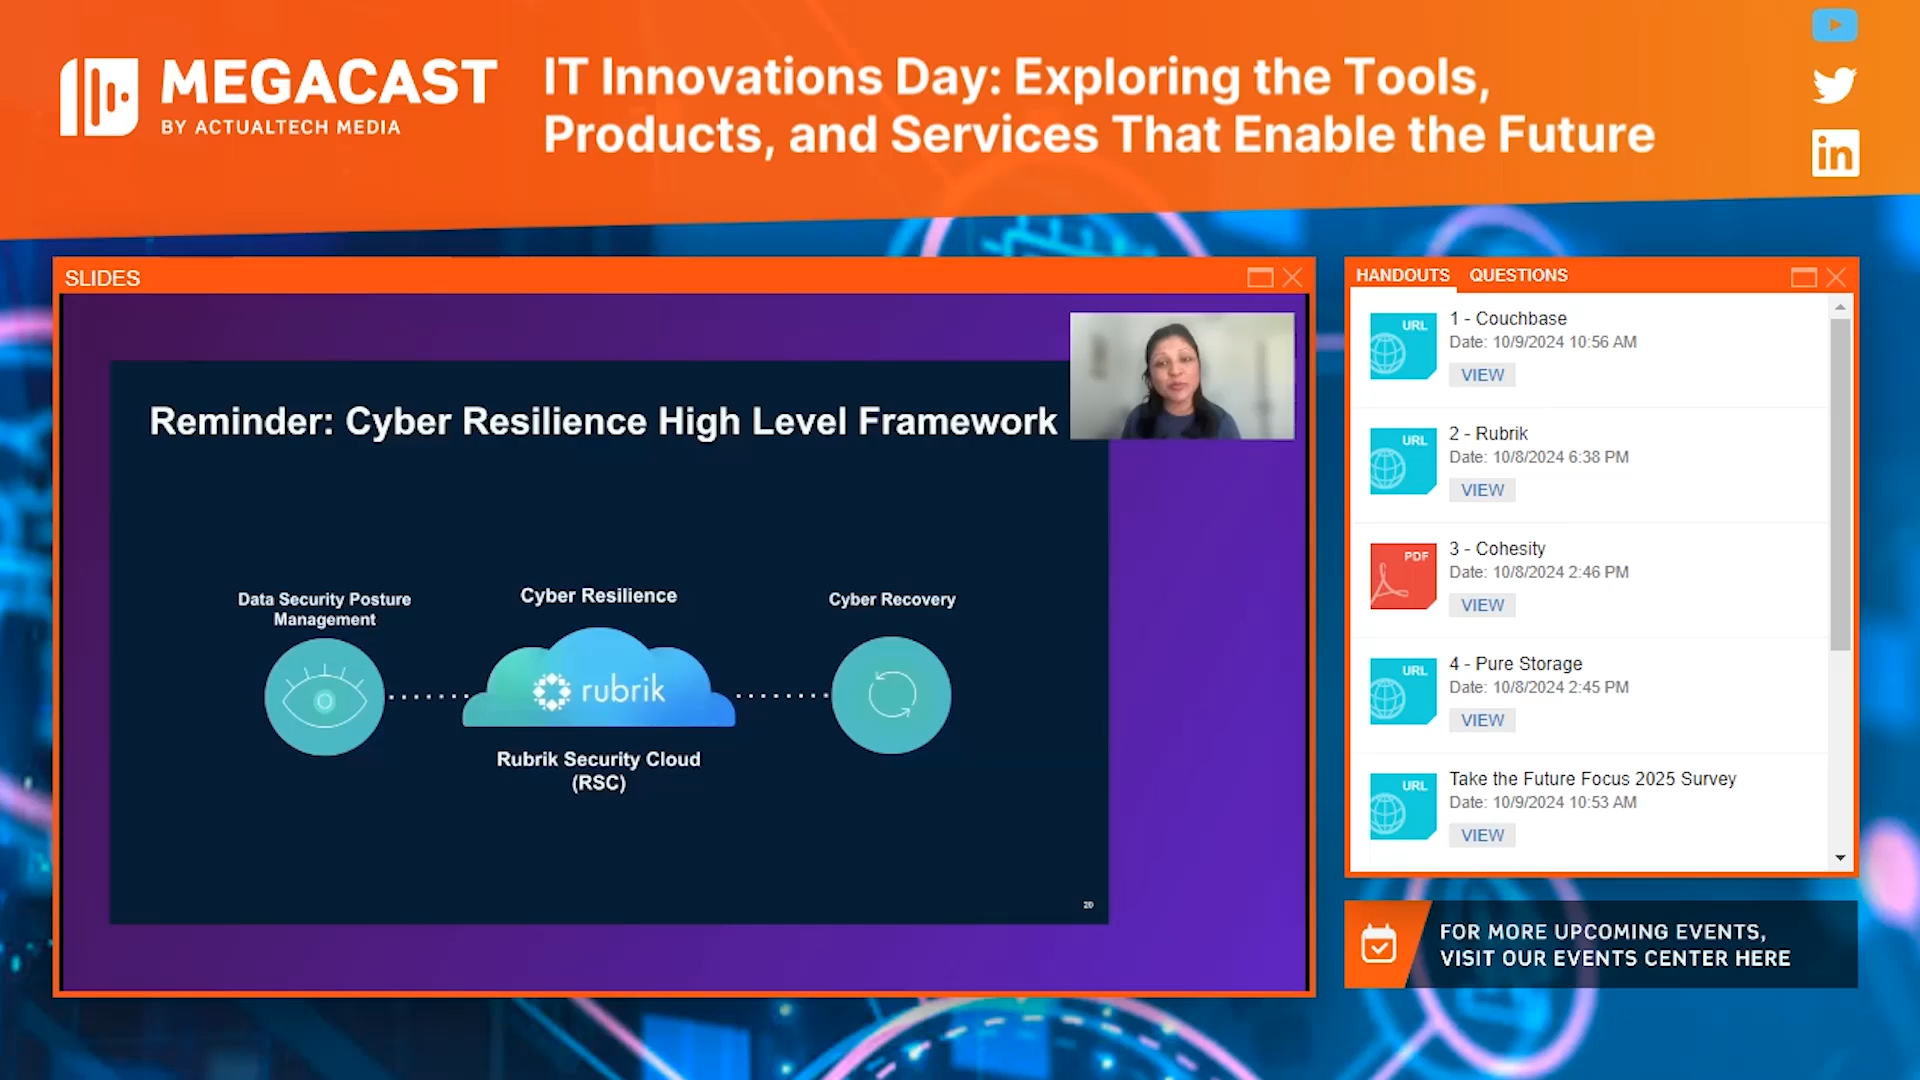 MEGACAST
BY ACTUALTECH MEDIA
IT Innovations Day: Exploring the Tools,
Products, and Services That Enable the Future
in
SLIDES
Reminder: Cyber Resilience High Level Framework
Data Security Posture
Management
Cyber Resilience
rubrik
Rubrik Security Cloud
(RSC)
Cyber Recovery
20
HANDOUTS QUESTIONS
URL
1 - Couchbase
Date: 10/9/2024 10:56 AM
VIEW
URL
2 - Rubrik
Date: 10/8/2024 6:38 PM
VIEW
PDF
3 - Cohesity
Date: 10/8/2024 2:46 PM
VIEW
URL
4 - Pure Storage
Date: 10/8/2024 2:45 PM
VIEW
URL
Take the Future Focus 2025 Survey
Date: 10/9/2024 10:53 AM
VIEW
FOR MORE UPCOMING EVENTS,
VISIT OUR EVENTS CENTER HERE